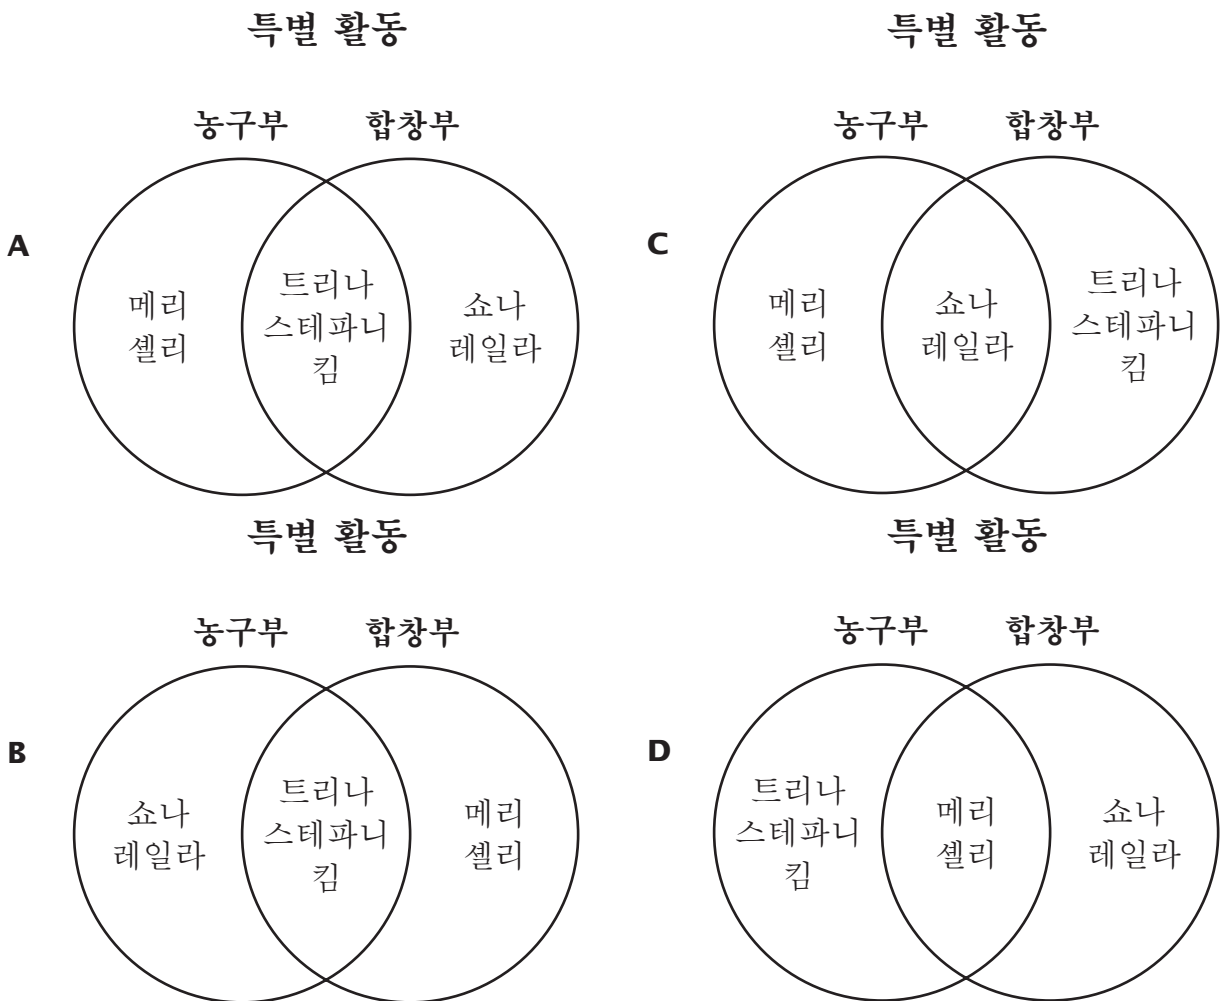 특별 활동
농구부 합창부
A
메리
셸리
트리나
스테파니
킴
쇼나
레일라
특별 활동
농구부 합창부
B
쇼나
레일라
트리나
스테파니
킴
메리
셸리
특별 활동
농구부 합창부
C
메리
셸리
쇼나
레일라
트리나
스테파니
킴
특별 활동
농구부 합창부
D
트리나
스테파니
킴
메리
셸리
쇼나
레일라